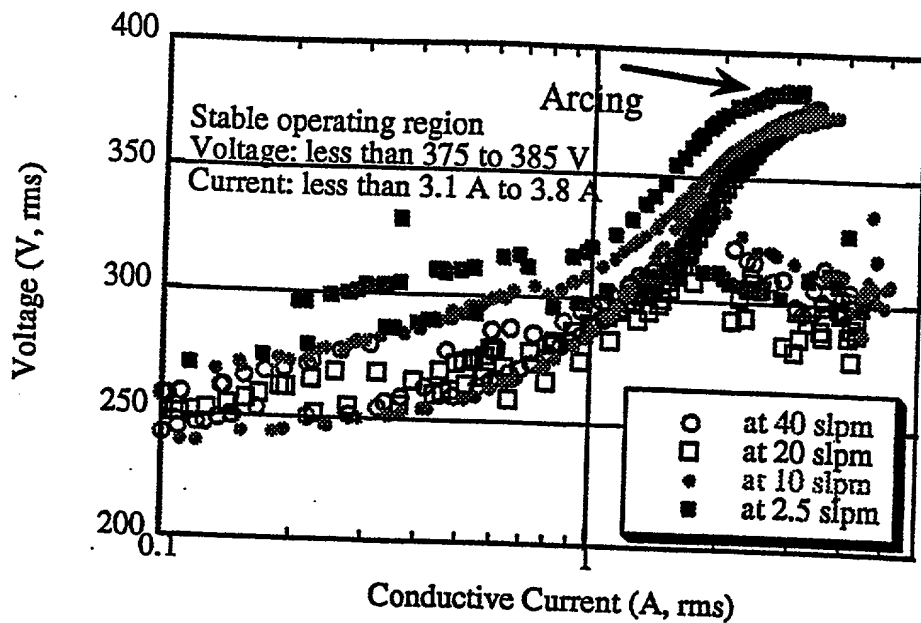 400
350
300
250
200
0.1
1
Voltage (V, rms)
Conductive Current (A, rms)
Arcing
Stable operating region
Voltage: less than 375 to 385 V
Current: less than 3.1 A to 3.8 A
at 40 slpm
at 20 slpm
at 10 slpm
at 2.5 slpm